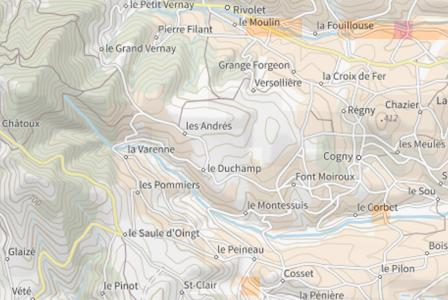 le Petit Vernay
Rivolet
le Moulin
la Fouillouse
Pierre Filant
le Grand Vernay
Grange Forgeon
la Croix de Fer
Versollière
Régny
Chazier
La
412
Châtoux
les Andrés
les Meules
la Varenne
Cogny
le Duchamp
Font Moiroux
les Pommiers
le Sou
le Montessuis
le Corbet
le Saule d'Oingt
le Peineau
Bois
Glaizé
Cosset
le Pilon
Vété
le Pinot
St-Clair
la Pénière